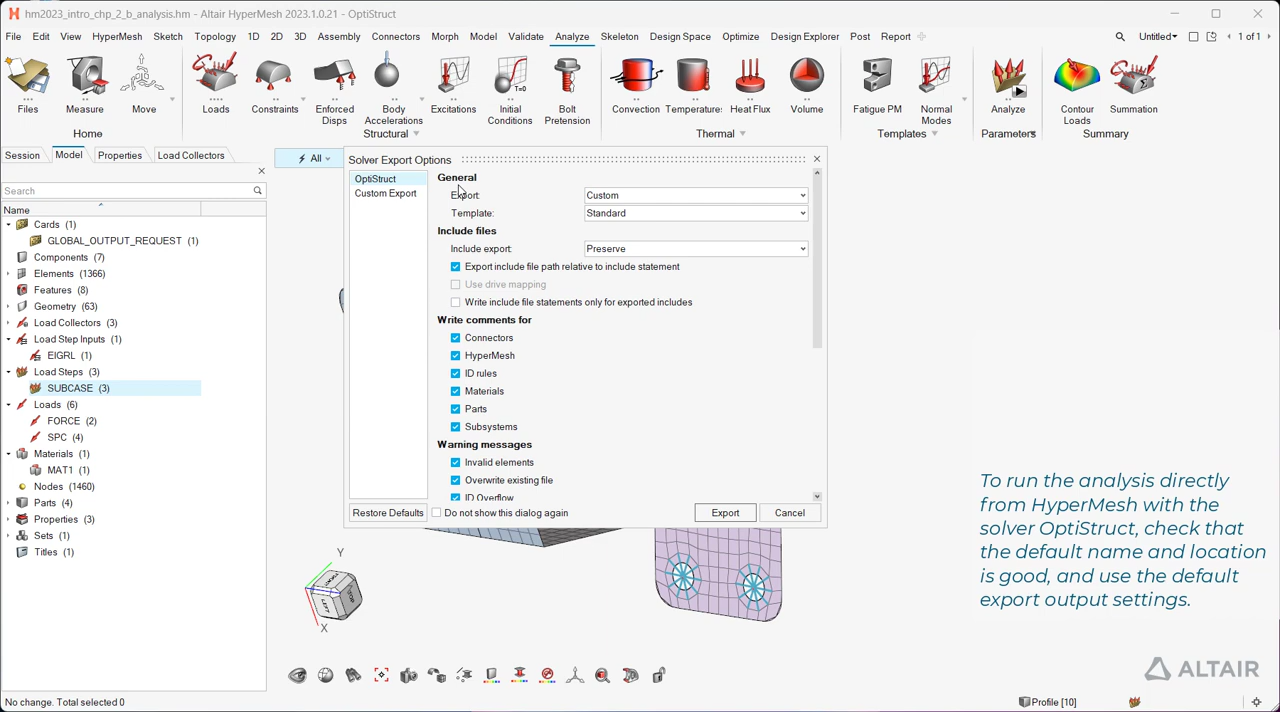 hm2023_intro_chp_2_b_analysis.hm - Altair HyperMesh 2023.1.0.21 - OptiStruct
File Edit View HyperMesh Sketch Topology 1D 2D 3D Assembly Connectors Morph Model Validate Analyze Skeleton Design Space Optimize Design Explorer Post Report Untitled 1 of 1
Files Measure Move Loads Constraints Enforced Disps Body Accelerations Excitations Initial Conditions Bolt Pretension Convection Temperatures Heat Flux Volume Fatigue PM Normal Modes Analyze Contour Loads Summation
T=0
Home Structural Thermal Templates Parameters Summary
Session Model Properties Load Collectors
All
Search
Name
Cards (1)
GLOBAL_OUTPUT_REQUEST (1)
Components (7)
Elements (1366)
Features (8)
Geometry (63)
Load Collectors (3)
Load Step Inputs (1)
EIGRL (1)
Load Steps (3)
SUBCASE (3)
Loads (6)
FORCE (2)
SPC (4)
Materials (1)
MAT1 (1)
Nodes (1460)
Parts (4)
Properties (3)
Sets (1)
Titles (1)
Solver Export Options
OptiStruct
Custom Export
General
Export: Custom
Template: Standard
Include files
Include export: Preserve
Export include file path relative to include statement
Use drive mapping
Write include file statements only for exported includes
Write comments for
Connectors
HyperMesh
ID rules
Materials
Parts
Subsystems
Warning messages
Invalid elements
Overwrite existing file
ID Overflow
Restore Defaults Do not show this dialog again Export Cancel
Y
X
LEFT
TOP
To run the analysis directly
from HyperMesh with the
solver OptiStruct, check that
the default name and location
is good, and use the default
export output settings.
ALTAIR
No change. Total selected 0
Profile [10]